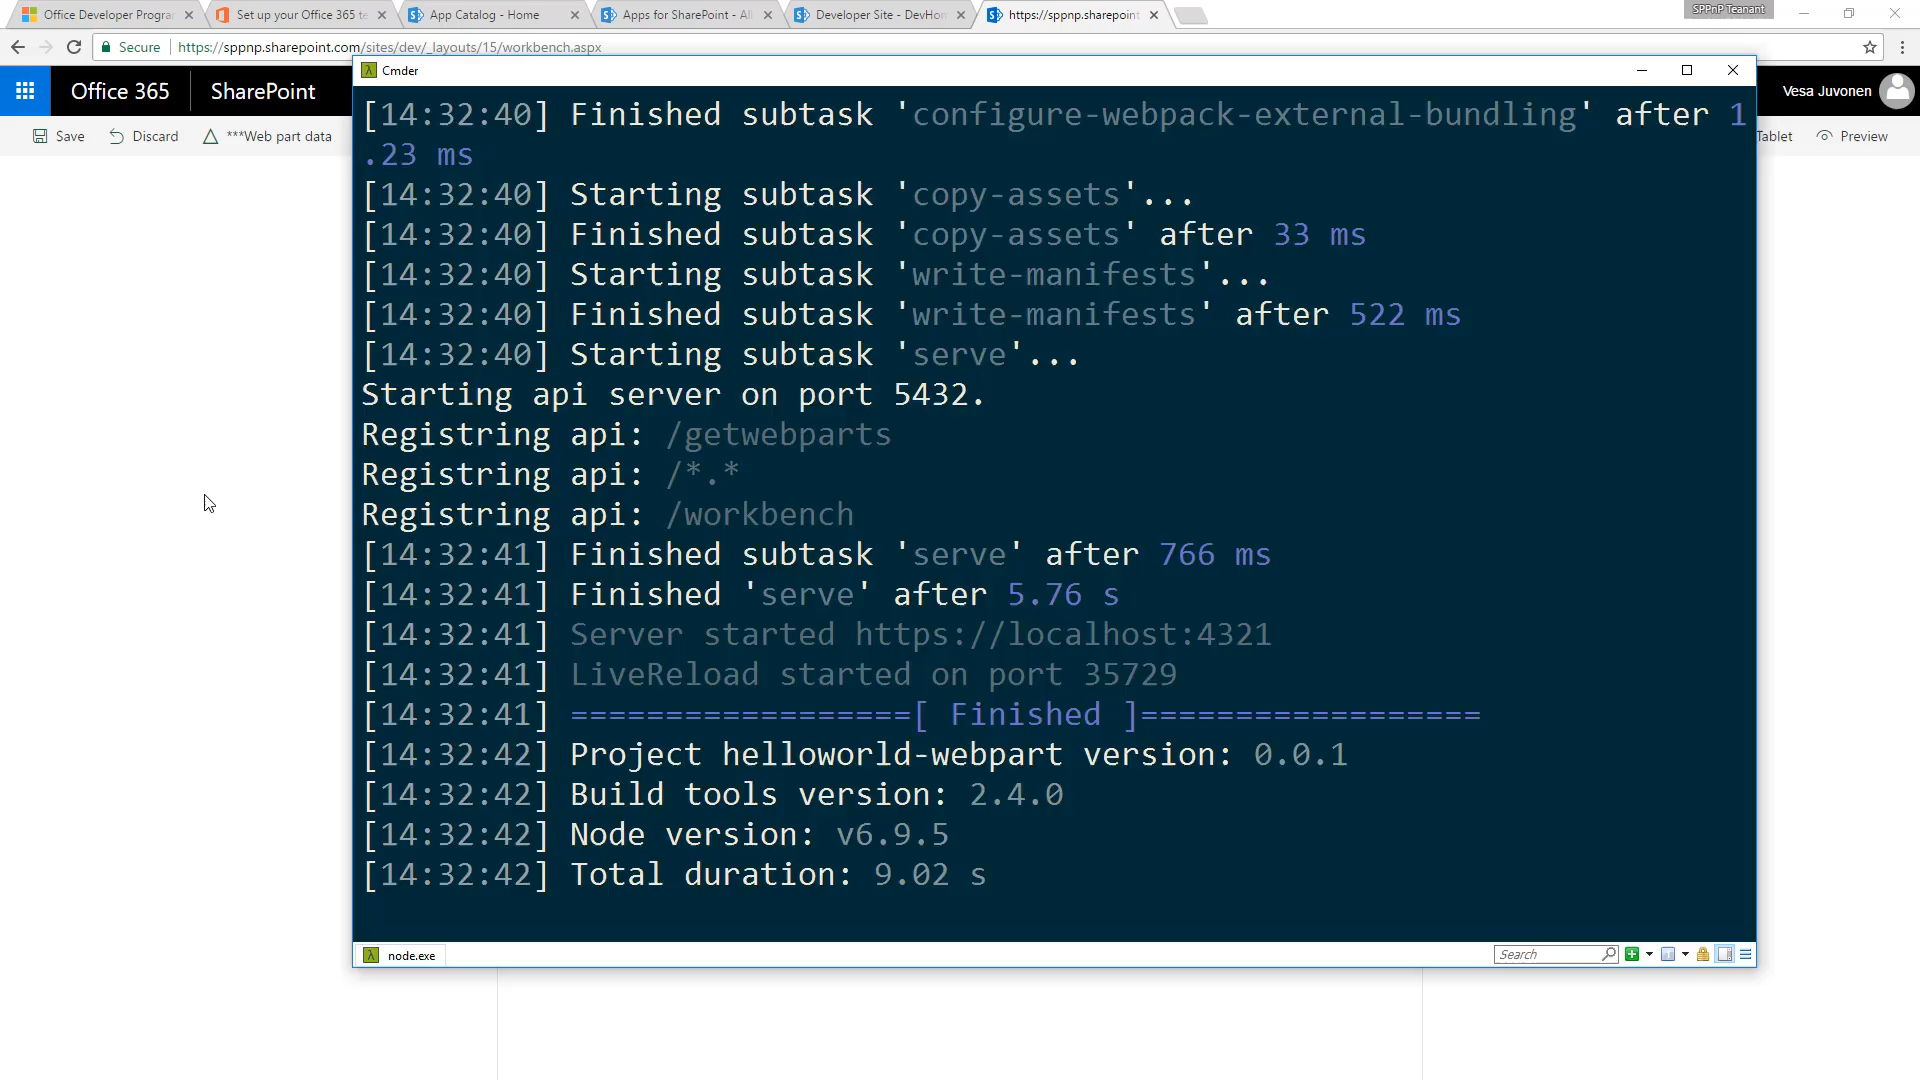 Office Developer Progra
Set up your Office 365 te
App Catalog - Home
Apps for SharePoint - All
Developer Site - DevHom
https://sppnp.sharepoint
SPPnP Teanant
Secure
https://sppnp.sharepoint.com/sites/dev/_layouts/15/workbench.aspx
Cmder
Office 365
SharePoint
Vesa Juvonen
Save
Discard
***Web part data
Tablet
Preview
[14:32:40] Finished subtask 'configure-webpack-external-bundling' after 1
.23 ms
[14:32:40] Starting subtask 'copy-assets'...
[14:32:40] Finished subtask 'copy-assets' after 33 ms
[14:32:40] Starting subtask 'write-manifests'...
[14:32:40] Finished subtask 'write-manifests' after 522 ms
[14:32:40] Starting subtask 'serve'...
Starting api server on port 5432.
Registring api: /getwebparts
Registring api: /*.*
Registring api: /workbench
[14:32:41] Finished subtask 'serve' after 766 ms
[14:32:41] Finished 'serve' after 5.76 s
[14:32:41] Server started https://localhost:4321
[14:32:41] LiveReload started on port 35729
[14:32:41] ==================[ Finished ]==================
[14:32:42] Project helloworld-webpart version: 0.0.1
[14:32:42] Build tools version: 2.4.0
[14:32:42] Node version: v6.9.5
[14:32:42] Total duration: 9.02 s
node.exe
Search